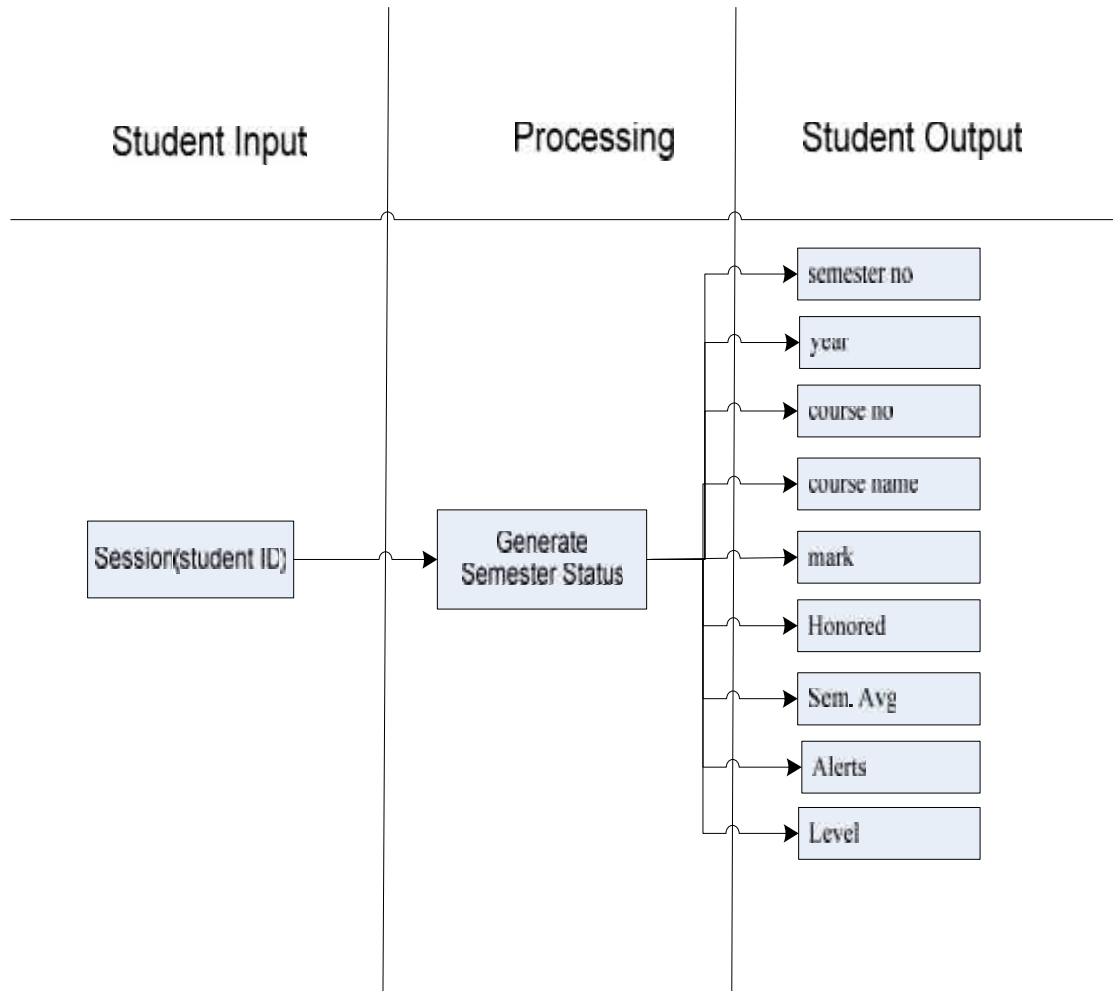 Student Input
Processing
Student Output
Session(student ID)
Generate
Semester Status
semester no
year
course no
course name
mark
Honored
Sem. Avg
Alerts
Level